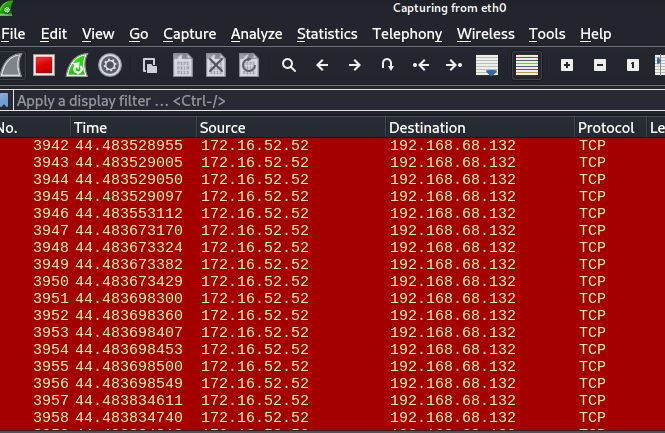 Capturing from eth0
File Edit View Go Capture Analyze Statistics Telephony Wireless Tools Help
Apply a display filter … <Ctrl-/>
No. Time Source Destination Protocol Le
3942 44.483528955 172.16.52.52 192.168.68.132 TCP
3943 44.483529005 172.16.52.52 192.168.68.132 TCP
3944 44.483529050 172.16.52.52 192.168.68.132 TCP
3945 44.483529097 172.16.52.52 192.168.68.132 TCP
3946 44.483553112 172.16.52.52 192.168.68.132 TCP
3947 44.483673170 172.16.52.52 192.168.68.132 TCP
3948 44.483673324 172.16.52.52 192.168.68.132 TCP
3949 44.483673382 172.16.52.52 192.168.68.132 TCP
3950 44.483673429 172.16.52.52 192.168.68.132 TCP
3951 44.483698300 172.16.52.52 192.168.68.132 TCP
3952 44.483698360 172.16.52.52 192.168.68.132 TCP
3953 44.483698407 172.16.52.52 192.168.68.132 TCP
3954 44.483698453 172.16.52.52 192.168.68.132 TCP
3955 44.483698500 172.16.52.52 192.168.68.132 TCP
3956 44.483698549 172.16.52.52 192.168.68.132 TCP
3957 44.483834611 172.16.52.52 192.168.68.132 TCP
3958 44.483834740 172.16.52.52 192.168.68.132 TCP